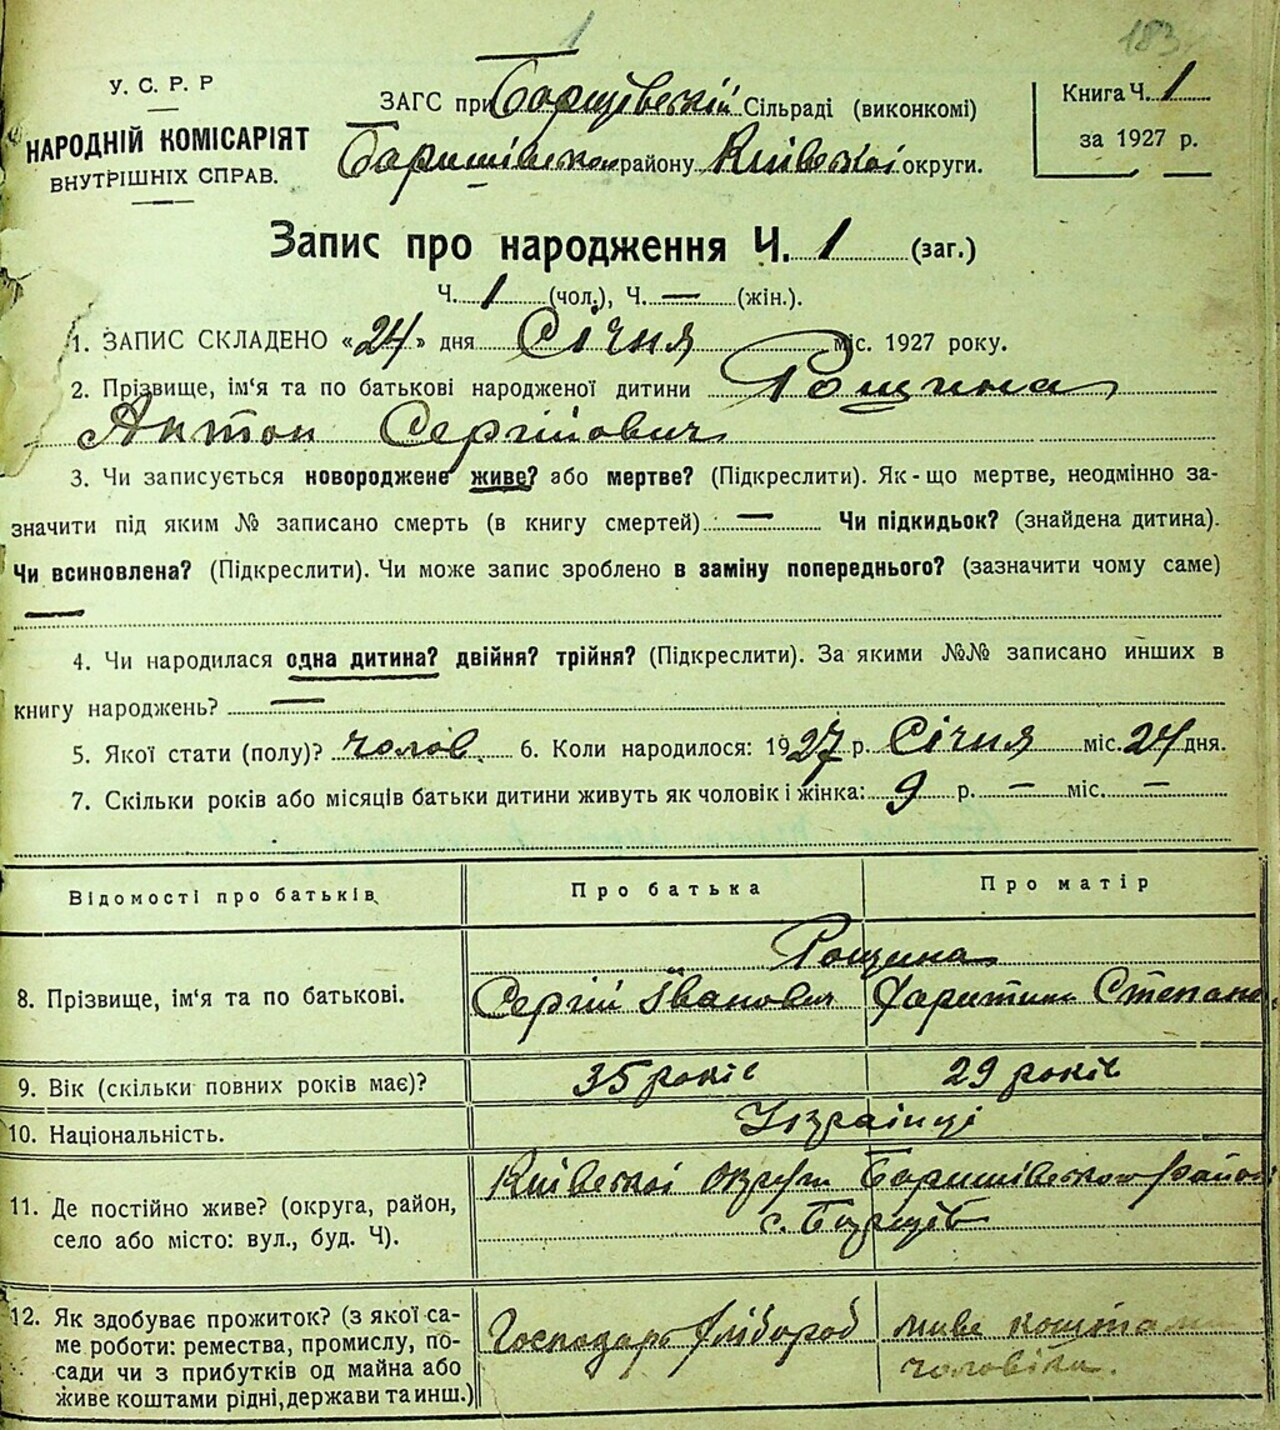 1
183
У. С. Р. Р
НАРОДНІЙ КОМІСАРІЯТ
ВНУТРІШНІХ СПРАВ.
ЗАГС при Борщівській Сільраді (виконкомі)
Баришівського району Київської округи.
Книга Ч. 1
за 1927 р.
Запис про народження Ч. 1 (заг.)
Ч. 1 (чол.), Ч. — (жін.).
1. ЗАПИС СКЛАДЕНО «24» дня Січня міс. 1927 року.
2. Прізвище, ім'я та по батькові народженої дитини Рощина
Антон Сергійович
3. Чи записується новороджене живе? або мертве? (Підкреслити). Як-що мертве, неодмінно за-
значити під яким № записано смерть (в книгу смертей) — Чи підкидьок? (знайдена дитина).
Чи всиновлена? (Підкреслити). Чи може запис зроблено в заміну попереднього? (зазначити чому саме)
—
4. Чи народилася одна дитина? двійня? трійня? (Підкреслити). За якими №№ записано инших в
книгу народжень? —
5. Якої стати (полу)? чолов. 6. Коли народилося: 1927 р. Січня міс. 24 дня.
7. Скільки років або місяців батьки дитини живуть як чоловік і жінка: 9 р. — міс. —
Відомості про батьків. Про батька Про матір
Рощина
8. Прізвище, ім'я та по батькові. Сергій Іванович Харитина Степано
9. Вік (скільки повних років має)? 35 років 29 років
10. Національність. Українці
11. Де постійно живе? (округа, район,
село або місто: вул., буд. Ч). Київської округи Баришівського району
с. Борщів
12. Як здобуває прожиток? (з якої са-
ме роботи: ремества, промислу, по-
сади чи з прибутків од майна або
живе коштами рідні, держави та инш.)
Господарь хлібороб живе коштами
чоловіка.